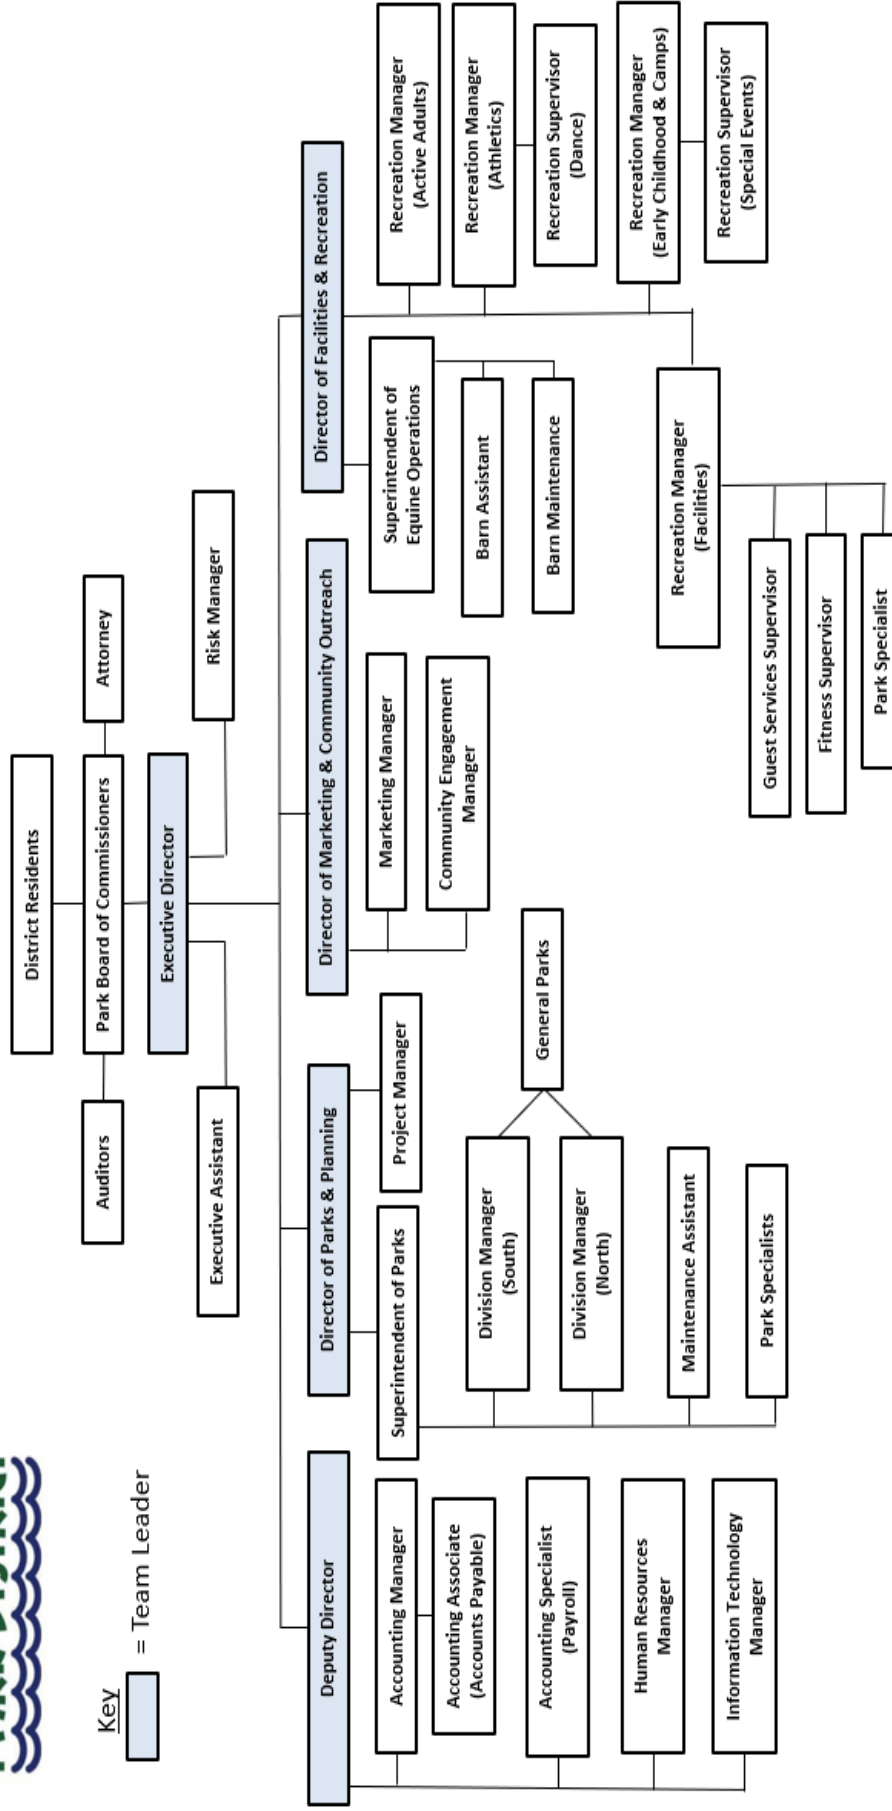 District Residents
Auditors
Park Board of Commissioners
Attorney
Executive Director
Executive Assistant
Risk Manager
Key
= Team Leader
Deputy Director
Accounting Manager
Accounting Associate
(Accounts Payable)
Accounting Specialist
(Payroll)
Human Resources
Manager
Information Technology
Manager
Director of Parks & Planning
Superintendent of Parks
Project Manager
Division Manager
(South)
Division Manager
(North)
General Parks
Maintenance Assistant
Park Specialists
Director of Marketing & Community Outreach
Marketing Manager
Community Engagement
Manager
Director of Facilities & Recreation
Superintendent of
Equine Operations
Barn Assistant
Barn Maintenance
Recreation Manager
(Active Adults)
Recreation Manager
(Athletics)
Recreation Supervisor
(Dance)
Recreation Manager
(Early Childhood & Camps)
Recreation Supervisor
(Special Events)
Recreation Manager
(Facilities)
Guest Services Supervisor
Fitness Supervisor
Park Specialist